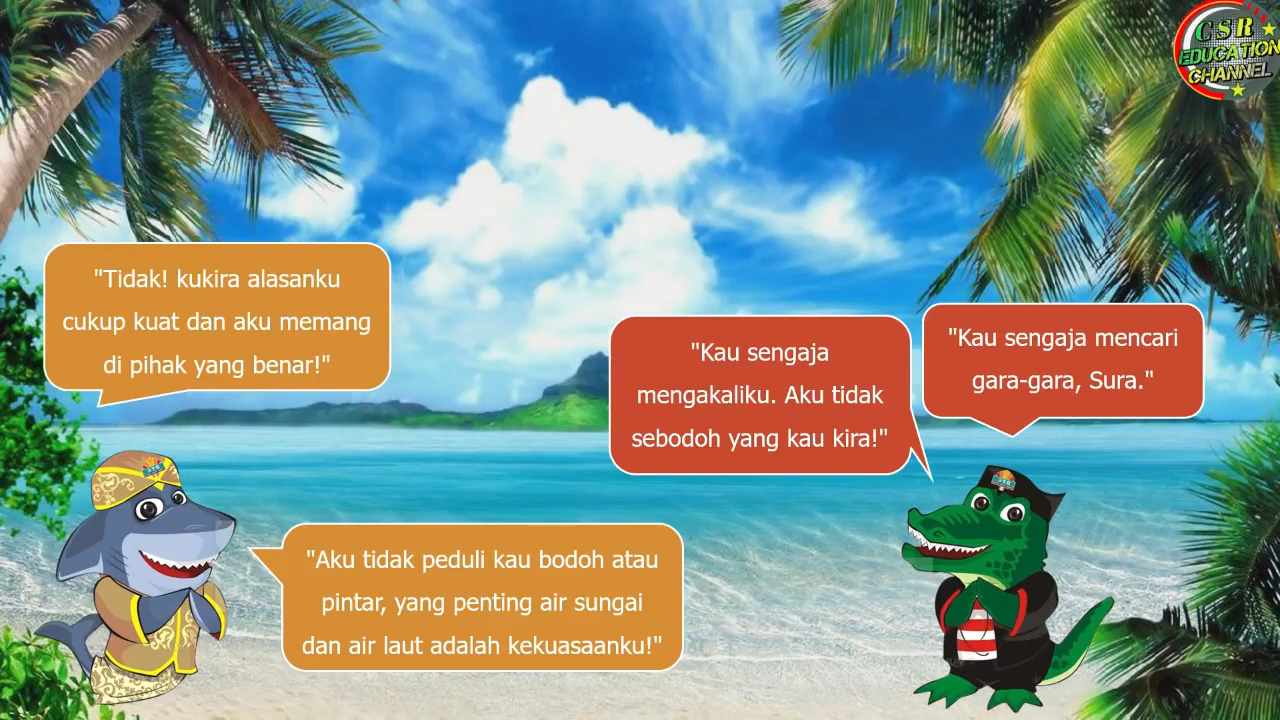 CSR
EDUCATION
CHANNEL
"Tidak! kukira alasanku
cukup kuat dan aku memang
di pihak yang benar!"
"Kau sengaja mencari
gara-gara, Sura."
"Kau sengaja
mengakaliku. Aku tidak
sebodoh yang kau kira!"
"Aku tidak peduli kau bodoh atau
pintar, yang penting air sungai
dan air laut adalah kekuasaanku!"